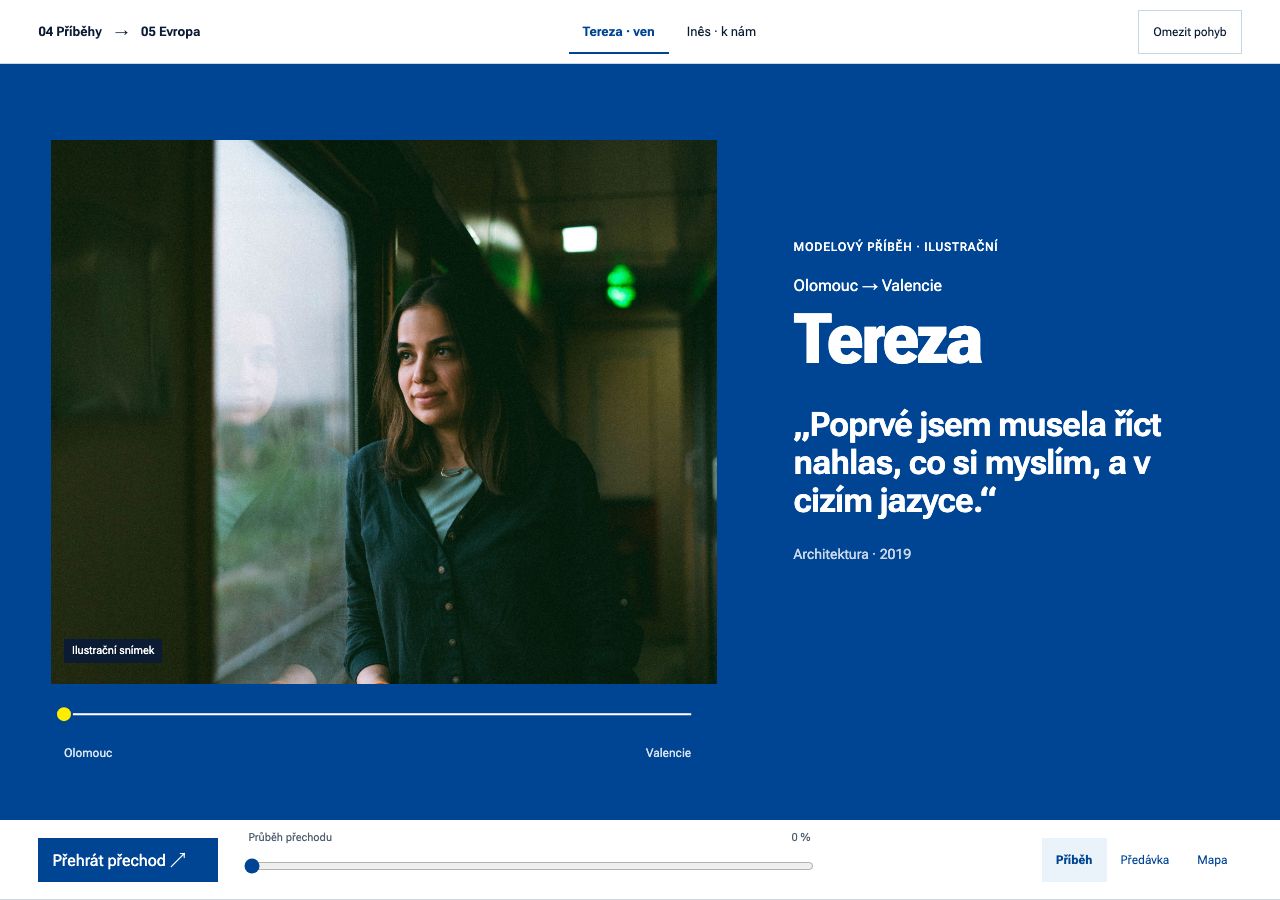 04 Příběhy → 05 Evropa
Tereza · ven
Inês · k nám
Omezit pohyb
MODELOVÝ PŘÍBĚH · ILUSTRAČNÍ
Olomouc → Valencie
Tereza
„Poprvé jsem musela říct
nahlas, co si myslím, a v
cizím jazyce.“
Architektura · 2019
Ilustrační snímek
Olomouc
Valencie
Přehrát přechod ↗
Průběh přechodu
0 %
Příběh
Předávka
Mapa